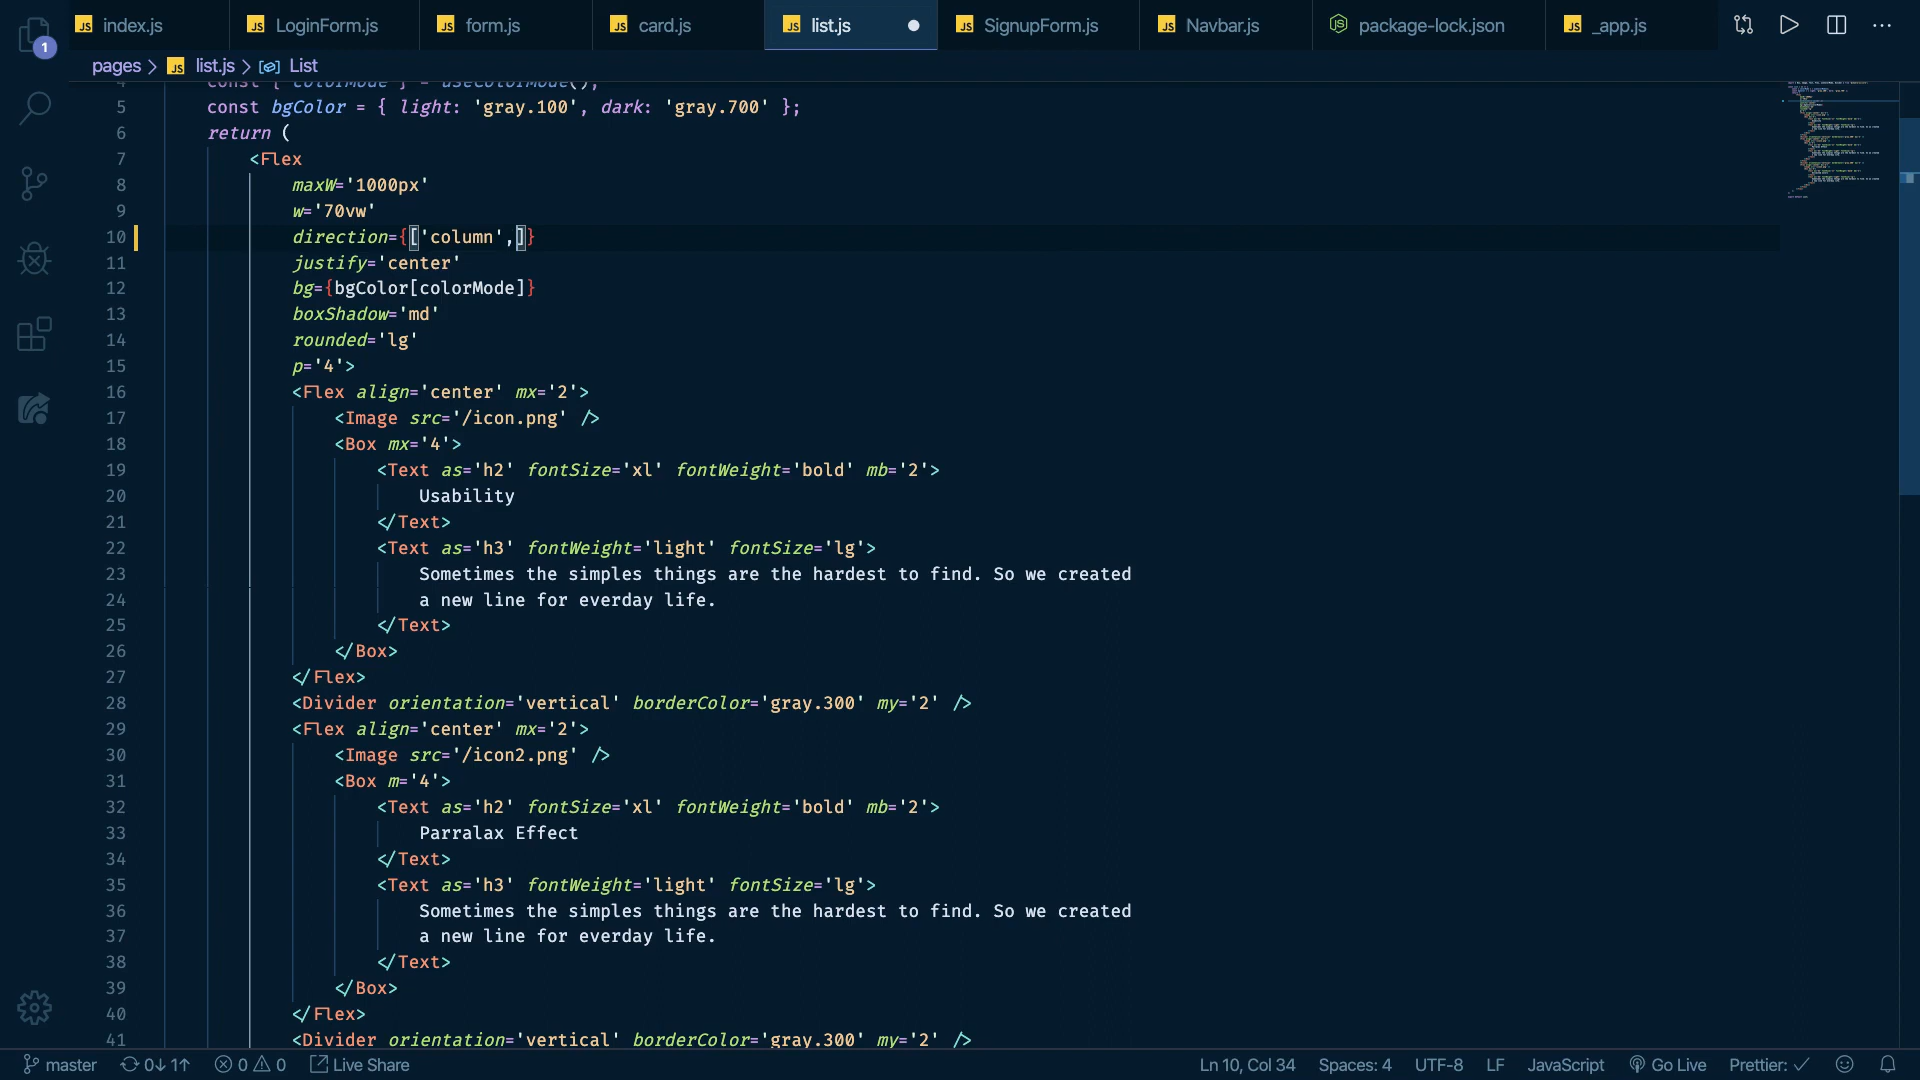 index.js LoginForm.js form.js card.js list.js SignupForm.js Navbar.js package-lock.json _app.js
1
pages > list.js > List
4 const { colorMode } = useColorMode();
5 const bgColor = { light: 'gray.100', dark: 'gray.700' };
6 return (
7 <Flex
8 maxW='1000px'
9 w='70vw'
10 direction={['column',]}
11 justify='center'
12 bg={bgColor[colorMode]}
13 boxShadow='md'
14 rounded='lg'
15 p='4'>
16 <Flex align='center' mx='2'>
17 <Image src='/icon.png' />
18 <Box mx='4'>
19 <Text as='h2' fontSize='xl' fontWeight='bold' mb='2'>
20 Usability
21 </Text>
22 <Text as='h3' fontWeight='light' fontSize='lg'>
23 Sometimes the simples things are the hardest to find. So we created
24 a new line for everday life.
25 </Text>
26 </Box>
27 </Flex>
28 <Divider orientation='vertical' borderColor='gray.300' my='2' />
29 <Flex align='center' mx='2'>
30 <Image src='/icon2.png' />
31 <Box m='4'>
32 <Text as='h2' fontSize='xl' fontWeight='bold' mb='2'>
33 Parralax Effect
34 </Text>
35 <Text as='h3' fontWeight='light' fontSize='lg'>
36 Sometimes the simples things are the hardest to find. So we created
37 a new line for everday life.
38 </Text>
39 </Box>
40 </Flex>
41 <Divider orientation='vertical' borderColor='gray.300' my='2' />
master 0↓ 1↑ 0 0 Live Share Ln 10, Col 34 Spaces: 4 UTF-8 LF JavaScript Go Live Prettier: ✓